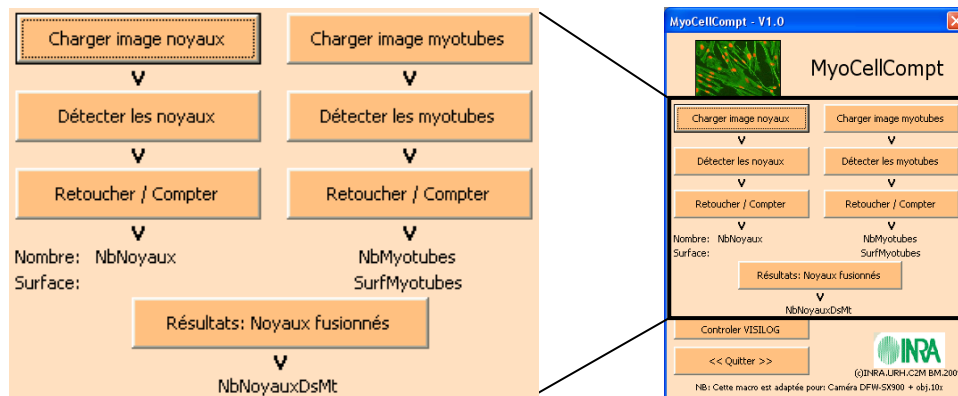 Charger image noyaux
Charger image myotubes
v
v
Détecter les noyaux
Détecter les myotubes
v
v
Retoucher / Compter
Retoucher / Compter
v
v
Nombre: NbNoyaux
NbMyotubes
Surface:
SurfMyotubes
Résultats: Noyaux fusionnés
v
NbNoyauxDsMt
MyoCellCompt - V1.0
MyoCellCompt
Charger image noyaux
Charger image myotubes
v
v
Détecter les noyaux
Détecter les myotubes
v
v
Retoucher / Compter
Retoucher / Compter
v
v
Nombre: NbNoyaux
NbMyotubes
Surface:
SurfMyotubes
Résultats: Noyaux fusionnés
v
NbNoyauxDsMt
Controler VISILOG
<< Quitter >>
INRA
(c)INRA.URH.C2M BM.200
NB: Cette macro est adaptée pour: Caméra DFW-SX900 + obj.10x